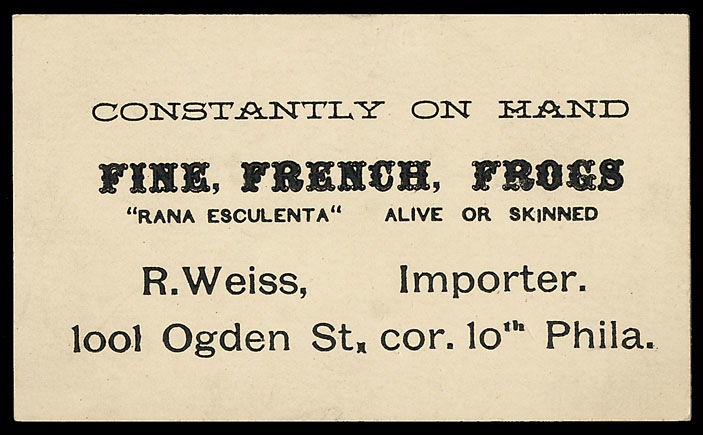 CONSTANTLY ON HAND
FINE, FRENCH, FROGS
"RANA ESCULENTA" ALIVE OR SKINNED
R. Weiss, Importer.
1001 Ogden St, cor. 10th Phila.